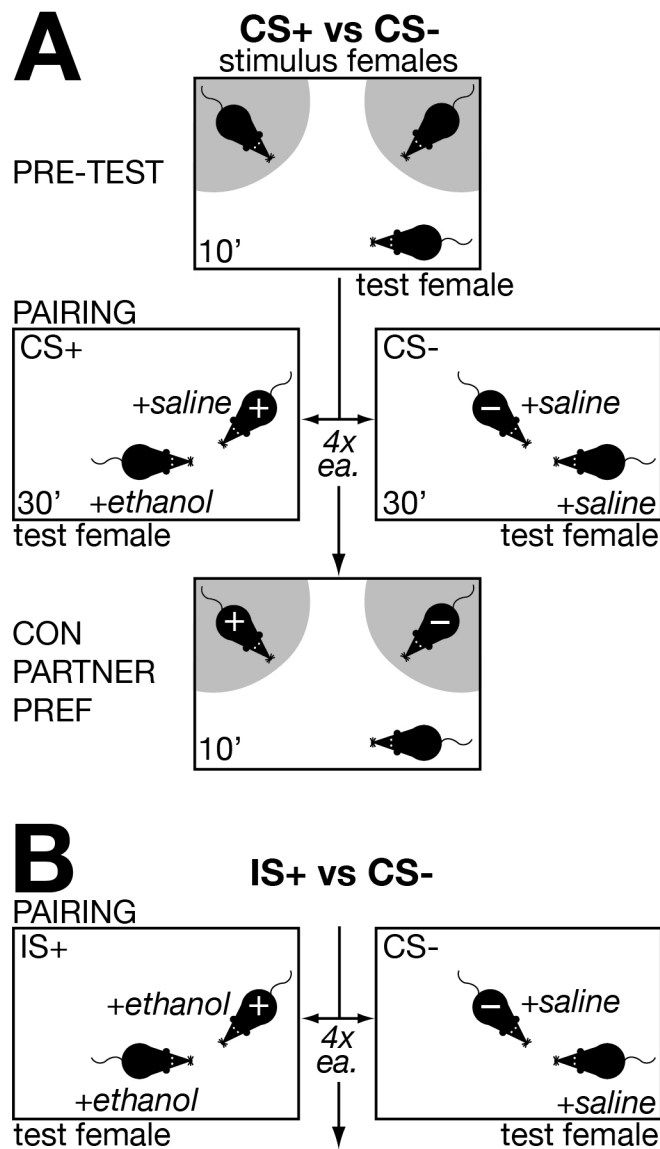 A
CS+ vs CS-
stimulus females
PRE-TEST
10’
test female
PAIRING
CS+
+saline
+
+ethanol
30’
test female
4x
ea.
CS-
−
+saline
+saline
30’
test female
CON
PARTNER
PREF
+
−
10’
B
IS+ vs CS-
PAIRING
IS+
+ethanol
+
+ethanol
test female
4x
ea.
CS-
−
+saline
+saline
test female